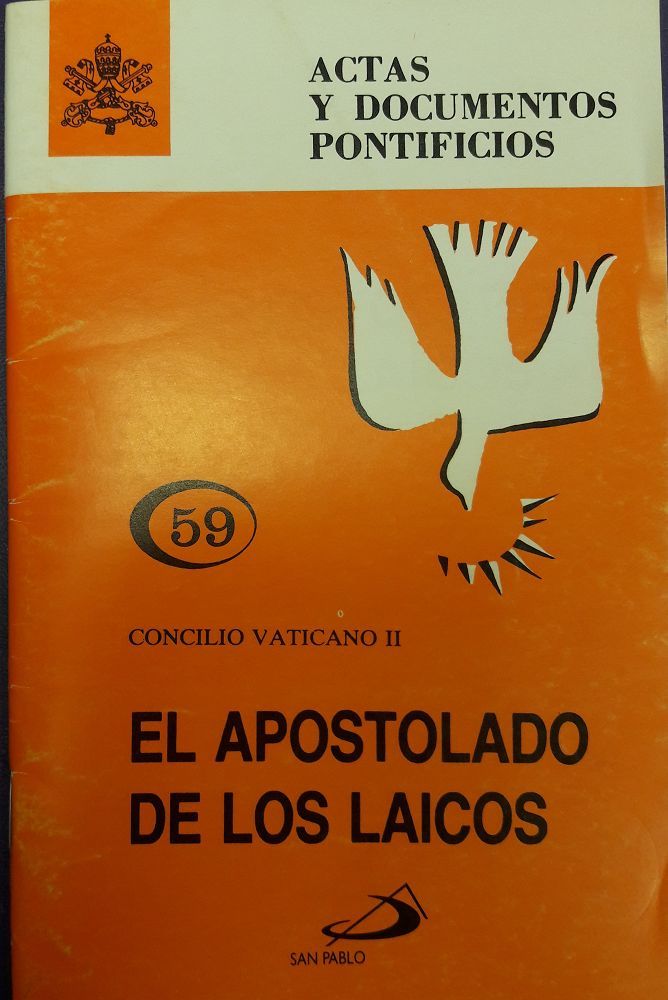 ACTAS
Y DOCUMENTOS
PONTIFICIOS
59
CONCILIO VATICANO II
EL APOSTOLADO
DE LOS LAICOS
SAN PABLO